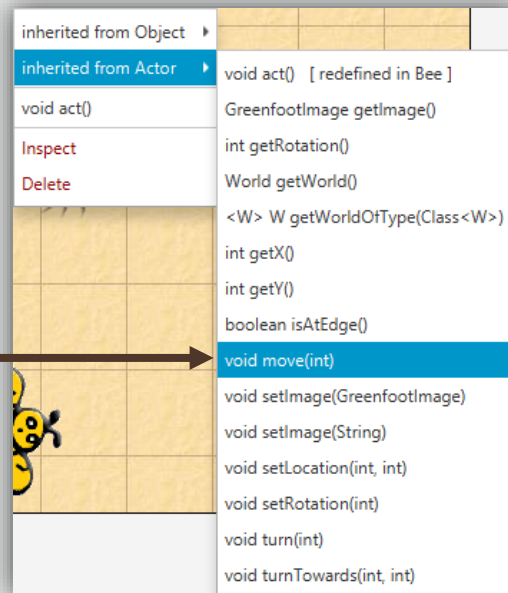 inherited from Object
inherited from Actor
void act()
Inspect
Delete
void act() [ redefined in Bee ]
GreenfootImage getImage()
int getRotation()
World getWorld()
<W> W getWorldOfType(Class<W>)
int getX()
int getY()
boolean isAtEdge()
void move(int)
void setImage(GreenfootImage)
void setImage(String)
void setLocation(int, int)
void setRotation(int)
void turn(int)
void turnTowards(int, int)